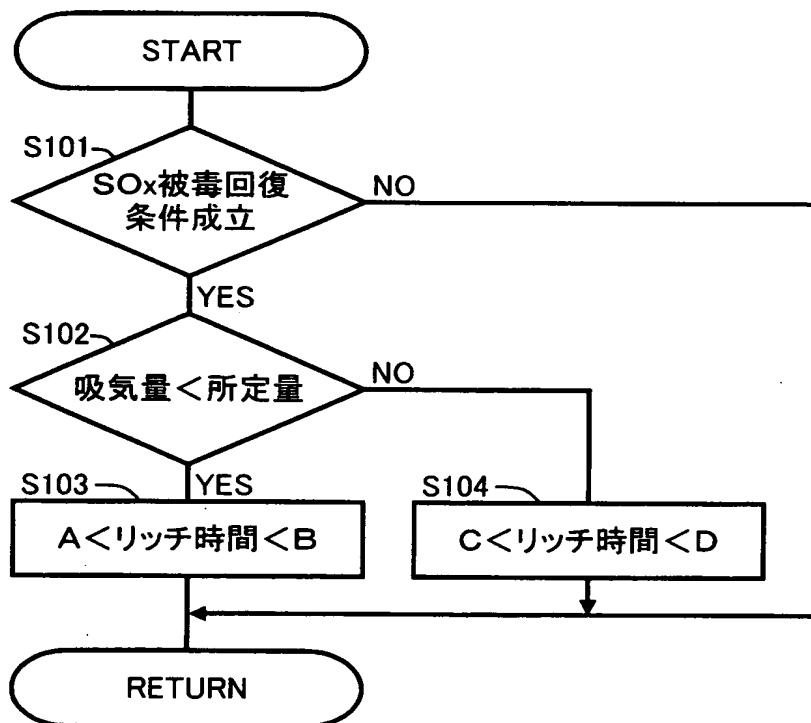 START
S101
SOx被毒回復
条件成立
NO
YES
S102
吸気量<所定量
NO
YES
S103
A<リッチ時間<B
S104
C<リッチ時間<D
RETURN